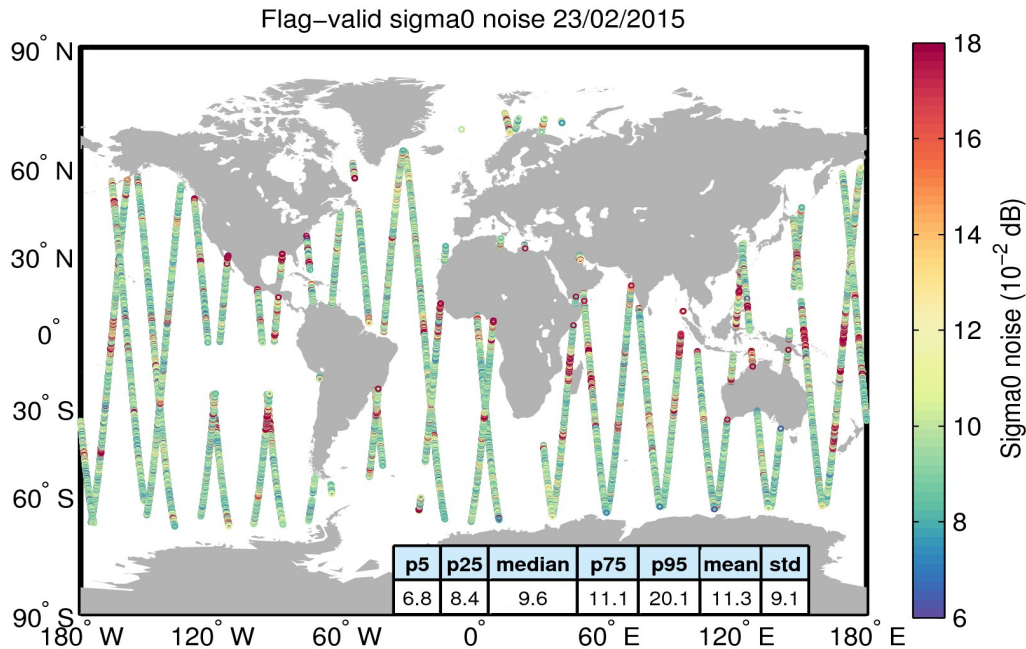 Flag−valid sigma0 noise 23/02/2015
90° N
60° N
30° N
0°
30° S
60° S
90° S
180° W
120° W
60° W
0°
60° E
120° E
180° E
p5 p25 median p75 p95 mean std
6.8 8.4 9.6 11.1 20.1 11.3 9.1
18
16
14
12
10
8
6
Sigma0 noise (10⁻² dB)